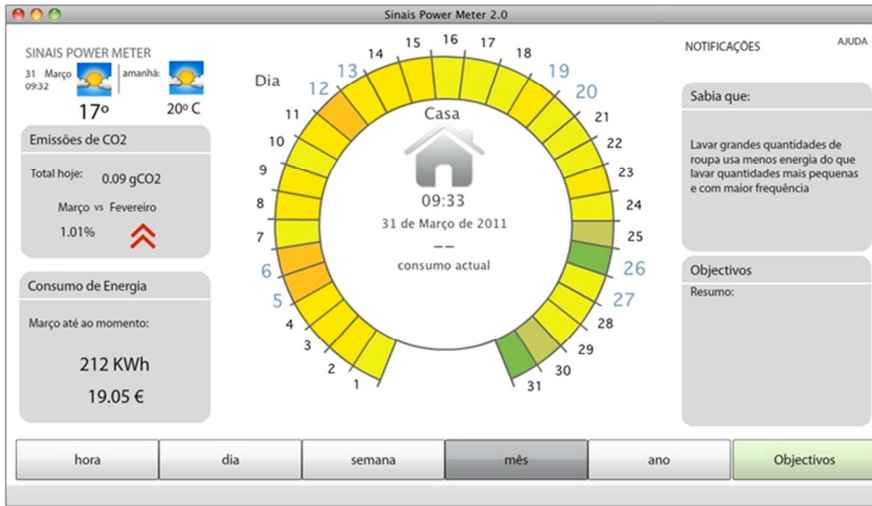 Sinais Power Meter 2.0
SINAIS POWER METER
31 Março
09:32
amanhã:
17º
20º C
Emissões de CO2
Total hoje: 0.09 gCO2
Março vs Fevereiro
1.01%
Consumo de Energia
Março até ao momento:
212 KWh
19.05 €
Dia
1
2
3
4
5
6
7
8
9
10
11
12
13
14
15
16
17
18
19
20
21
22
23
24
25
26
27
28
29
30
31
Casa
09:33
31 de Março de 2011
--
consumo actual
NOTIFICAÇÕES
AJUDA
Sabia que:
Lavar grandes quantidades de
roupa usa menos energia do que
lavar quantidades mais pequenas
e com maior frequência
Objectivos
Resumo:
hora
dia
semana
mês
ano
Objectivos